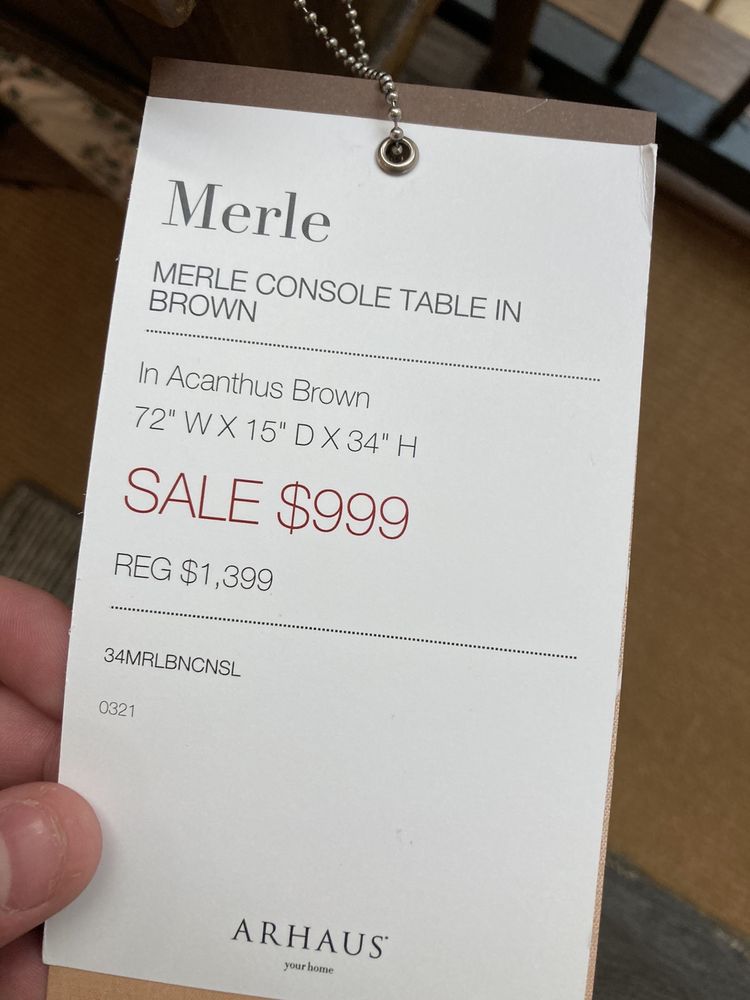 Merle
MERLE CONSOLE TABLE IN
BROWN
In Acanthus Brown
72" W X 15" D X 34" H
SALE $999
REG $1,399
34MRLBNCNSL
0321
ARHAUS®
your home